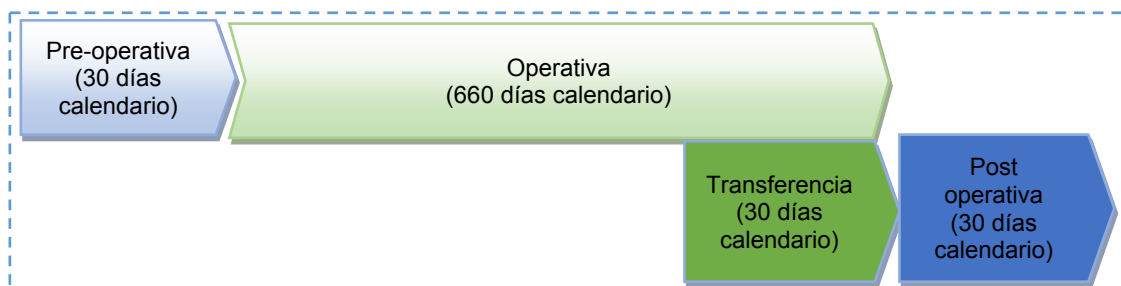 Pre-operativa
(30 días
calendario)
Operativa
(660 días calendario)
Transferencia
(30 días
calendario)
Post
operativa
(30 días
calendario)